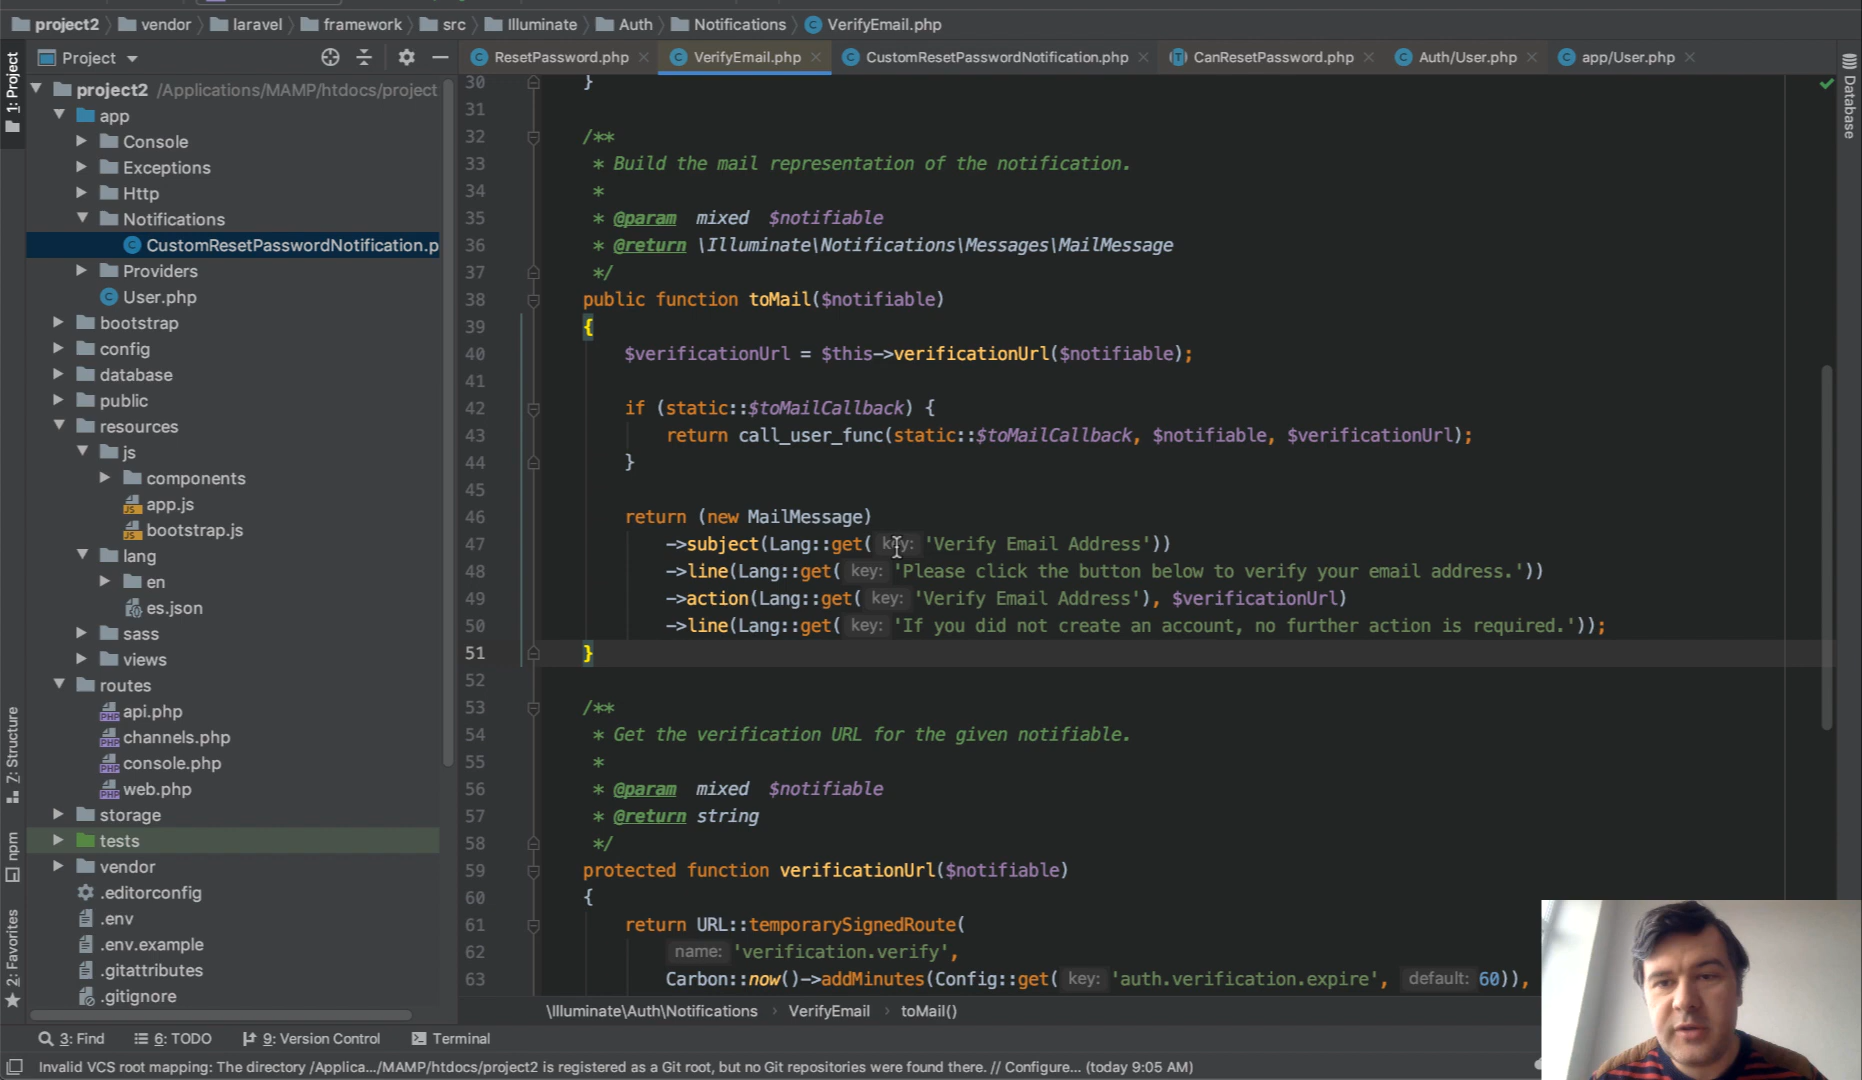 project2 vendor laravel framework src Illuminate Auth Notifications VerifyEmail.php
Project
ResetPassword.php VerifyEmail.php CustomResetPasswordNotification.php CanResetPassword.php Auth/User.php app/User.php
1: Project
7: Structure
npm
2: Favorites
Database
project2 /Applications/MAMP/htdocs/project
app
Console
Exceptions
Http
Notifications
CustomResetPasswordNotification.p
Providers
User.php
bootstrap
config
database
public
resources
js
components
app.js
bootstrap.js
lang
en
es.json
sass
views
routes
api.php
channels.php
console.php
web.php
storage
tests
vendor
.editorconfig
.env
.env.example
.gitattributes
.gitignore
30 }
31
32 /**
33 * Build the mail representation of the notification.
34 *
35 * @param mixed $notifiable
36 * @return \Illuminate\Notifications\Messages\MailMessage
37 */
38 public function toMail($notifiable)
39 {
40 $verificationUrl = $this->verificationUrl($notifiable);
41
42 if (static::$toMailCallback) {
43 return call_user_func(static::$toMailCallback, $notifiable, $verificationUrl);
44 }
45
46 return (new MailMessage)
47 ->subject(Lang::get( key: 'Verify Email Address'))
48 ->line(Lang::get( key: 'Please click the button below to verify your email address.'))
49 ->action(Lang::get( key: 'Verify Email Address'), $verificationUrl)
50 ->line(Lang::get( key: 'If you did not create an account, no further action is required.'));
51 }
52
53 /**
54 * Get the verification URL for the given notifiable.
55 *
56 * @param mixed $notifiable
57 * @return string
58 */
59 protected function verificationUrl($notifiable)
60 {
61 return URL::temporarySignedRoute(
62 name: 'verification.verify',
63 Carbon::now()->addMinutes(Config::get( key: 'auth.verification.expire', default: 60)),
\Illuminate\Auth\Notifications › VerifyEmail › toMail()
3: Find 6: TODO 9: Version Control Terminal
Invalid VCS root mapping: The directory /Applica.../MAMP/htdocs/project2 is registered as a Git root, but no Git repositories were found there. // Configure... (today 9:05 AM)